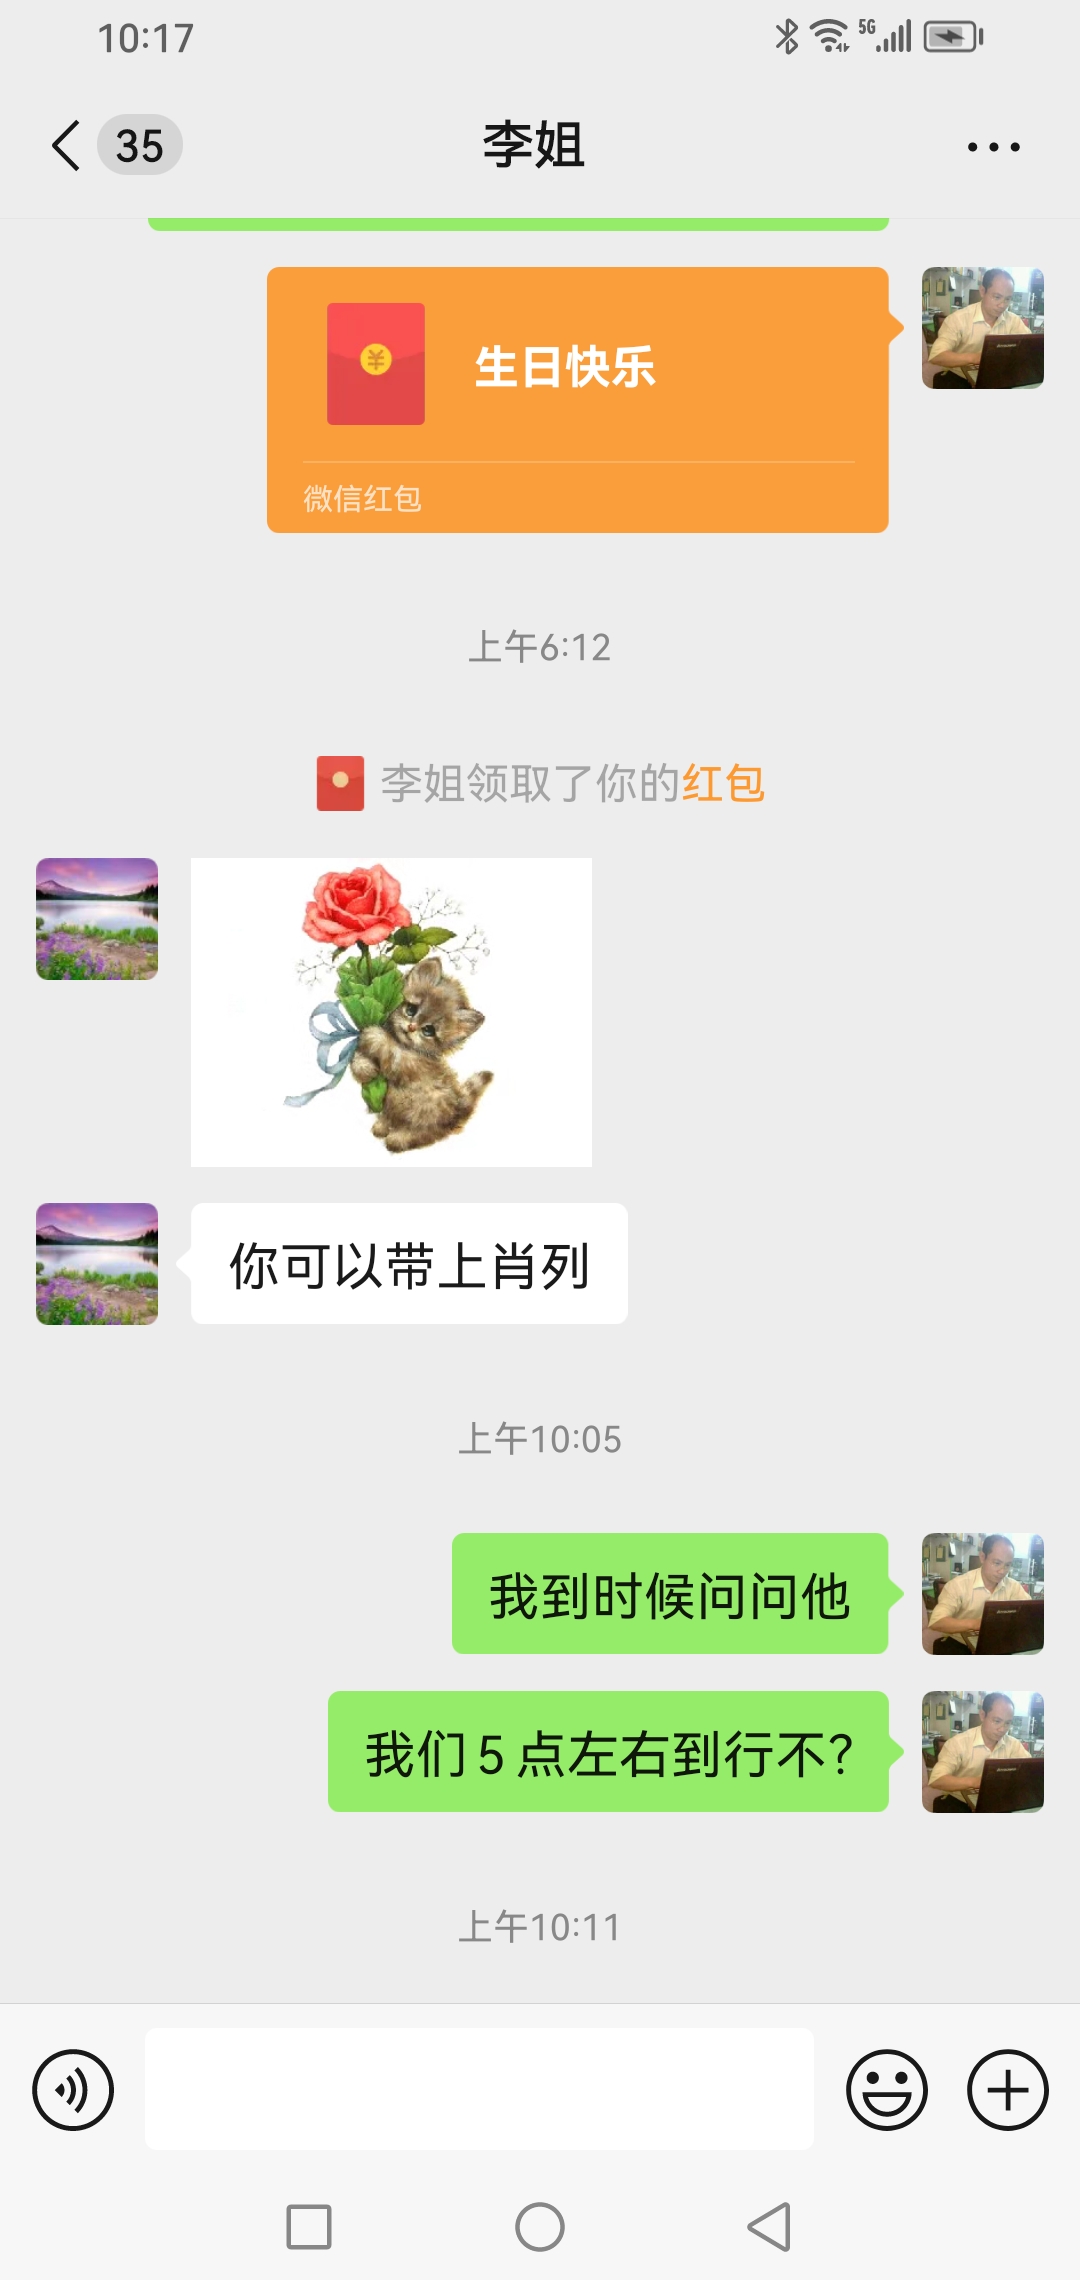 10:17
5G
35
李姐
生日快乐
微信红包
上午6:12
李姐领取了你的红包
你可以带上肖列
上午10:05
我到时候问问他
我们5点左右到行不?
上午10:11